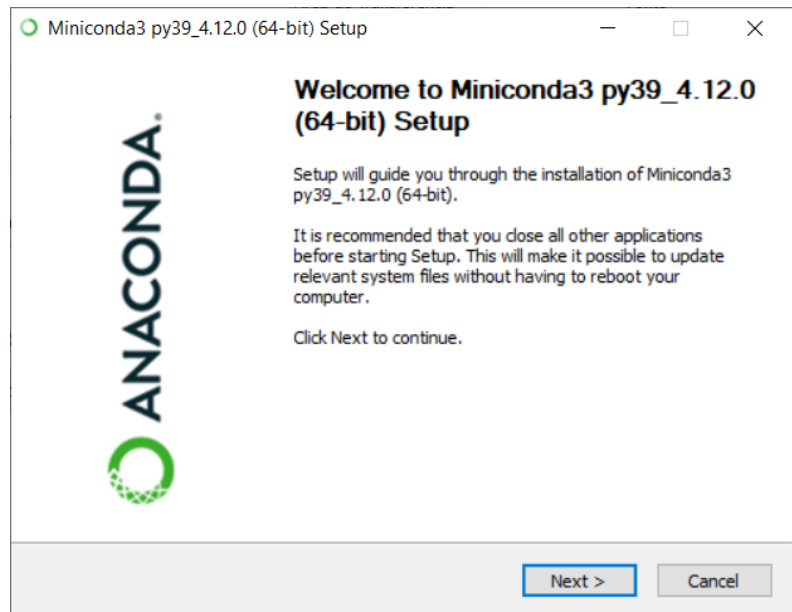 Miniconda3 py39_4.12.0 (64-bit) Setup
Welcome to Miniconda3 py39_4.12.0
(64-bit) Setup
Setup will guide you through the installation of Miniconda3
py39_4.12.0 (64-bit).
It is recommended that you close all other applications
before starting Setup. This will make it possible to update
relevant system files without having to reboot your
computer.
Click Next to continue.
ANACONDA.
Next >
Cancel